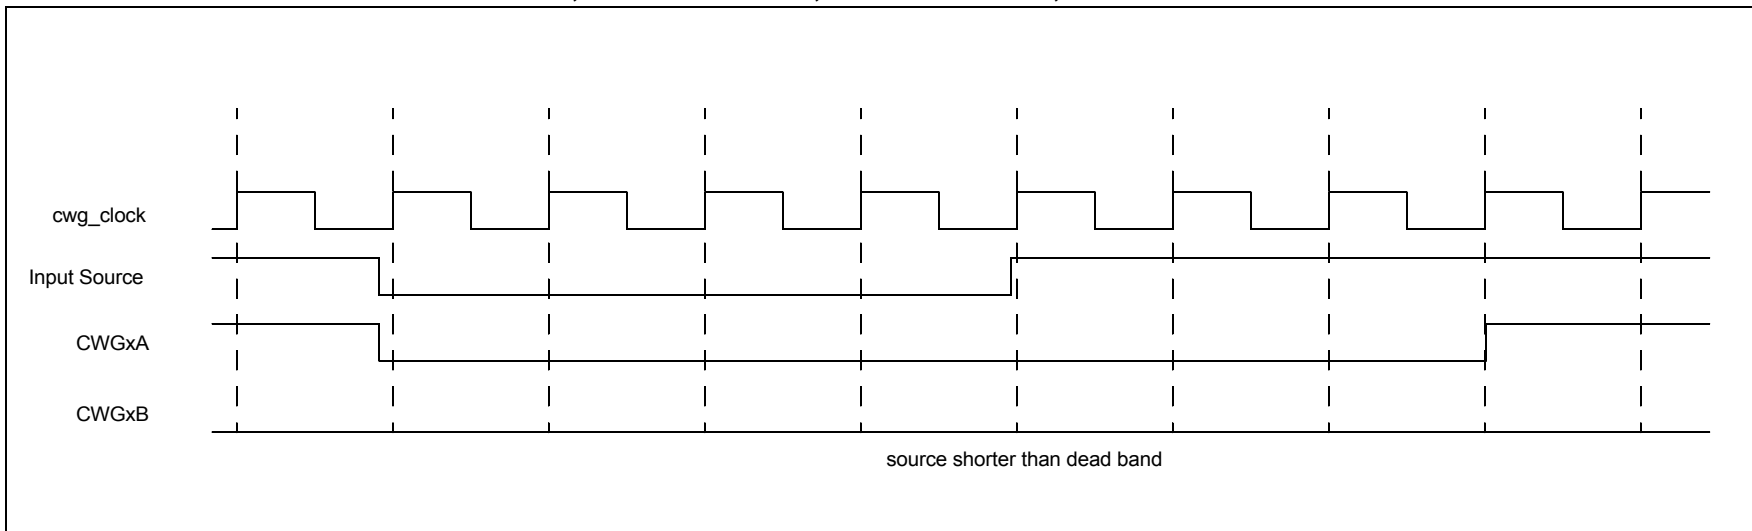 cwg_clock
Input Source
CWGxA
CWGxB
source shorter than dead band